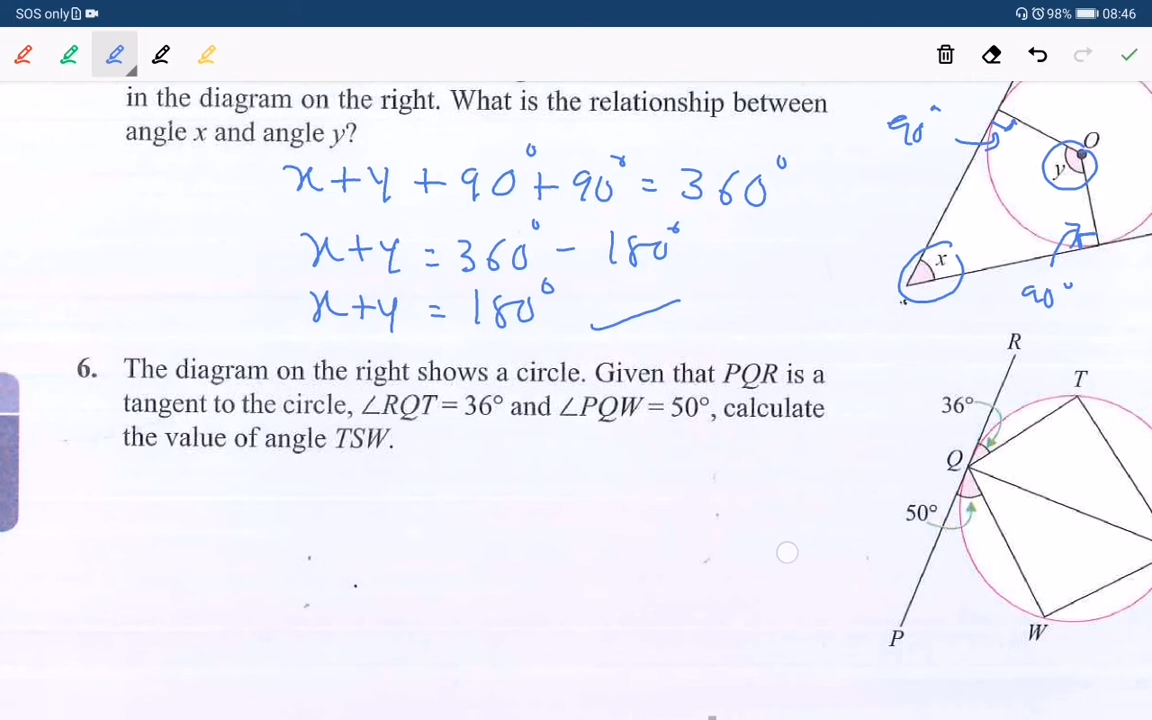 SOS only
98% 08:46
in the diagram on the right. What is the relationship between
angle x and angle y?
x+y + 90° + 90° = 360°
x+y = 360° - 180°
x+y = 180°
90°
O
y
x
90°
6. The diagram on the right shows a circle. Given that PQR is a
tangent to the circle, ∠RQT = 36° and ∠PQW = 50°, calculate
the value of angle TSW.
R
T
36°
Q
50°
W
P